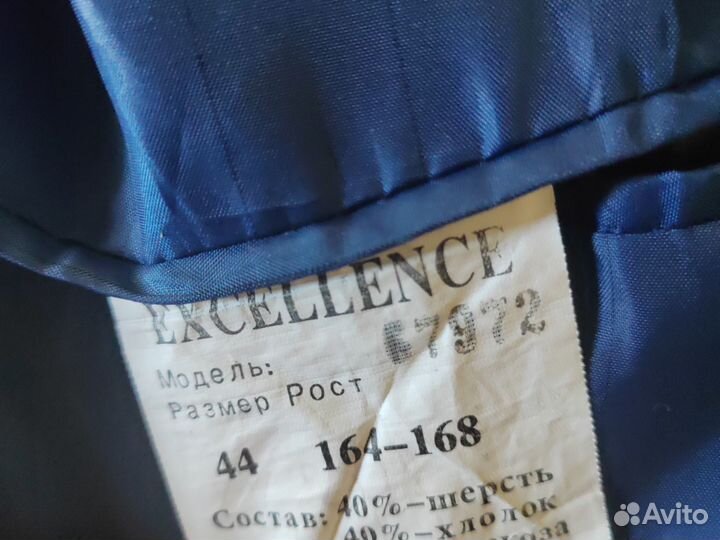 EXCELLENCE
Модель: 67972
Размер Рост
44 164-168
Состав: 40%-шерсть
40%-хлопок
Avito